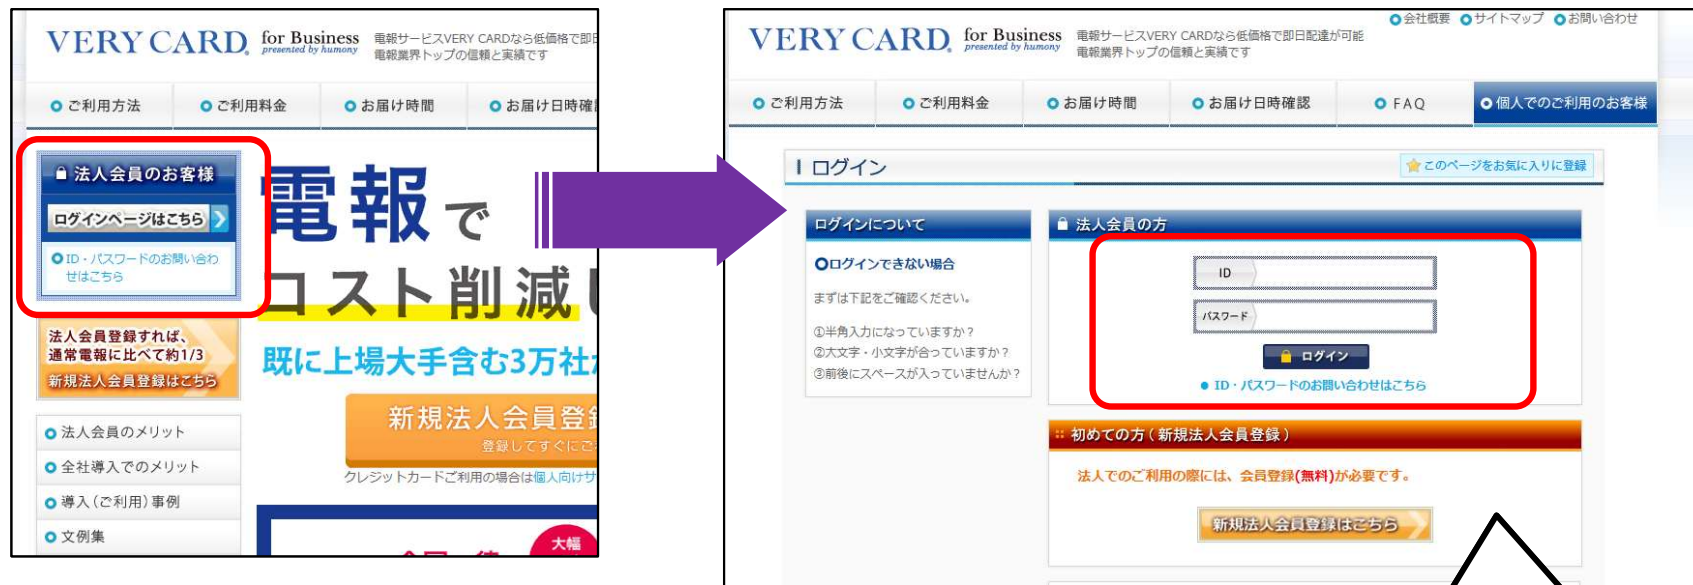 VERY CARD. for Business
presented by humony
電報サービスVERY CARDなら低価格で即日
電報業界トップの信頼と実績です
ご利用方法
ご利用料金
お届け時間
お届け日時確認
法人会員のお客様
ログインページはこちら
ID・パスワードのお問い合わ
せはこちら
法人会員登録すれば、
通常電報に比べて約1/3
新規法人会員登録はこちら
法人会員のメリット
全社導入でのメリット
導入(ご利用)事例
文例集
電報で
コスト削減
既に上場大手含む3万社
新規法人会員登録
登録してすぐにご
クレジットカードご利用の場合は個人向けサ
大幅
会社概要
サイトマップ
お問い合わせ
VERY CARD. for Business
presented by humony
電報サービスVERY CARDなら低価格で即日配達が可能
電報業界トップの信頼と実績です
ご利用方法
ご利用料金
お届け時間
お届け日時確認
FAQ
個人でのご利用のお客様
ログイン
このページをお気に入りに登録
ログインについて
ログインできない場合
まずは下記をご確認ください。
①半角入力になっていますか？
②大文字・小文字が合っていますか？
③前後にスペースが入っていませんか？
法人会員の方
ID
パスワード
ログイン
ID・パスワードのお問い合わせはこちら
初めての方(新規法人会員登録)
法人でのご利用の際には、会員登録(無料)が必要です。
新規法人会員登録はこちら